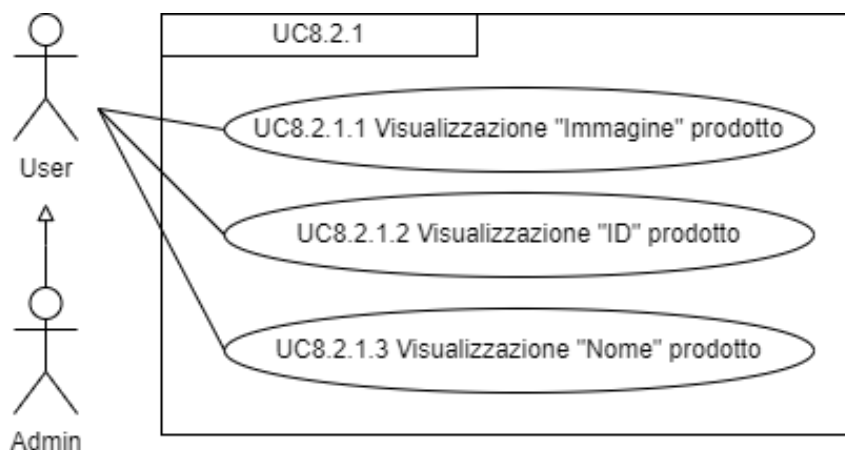 UC8.2.1
UC8.2.1.1 Visualizzazione "Immagine" prodotto
User
UC8.2.1.2 Visualizzazione "ID" prodotto
UC8.2.1.3 Visualizzazione "Nome" prodotto
Admin